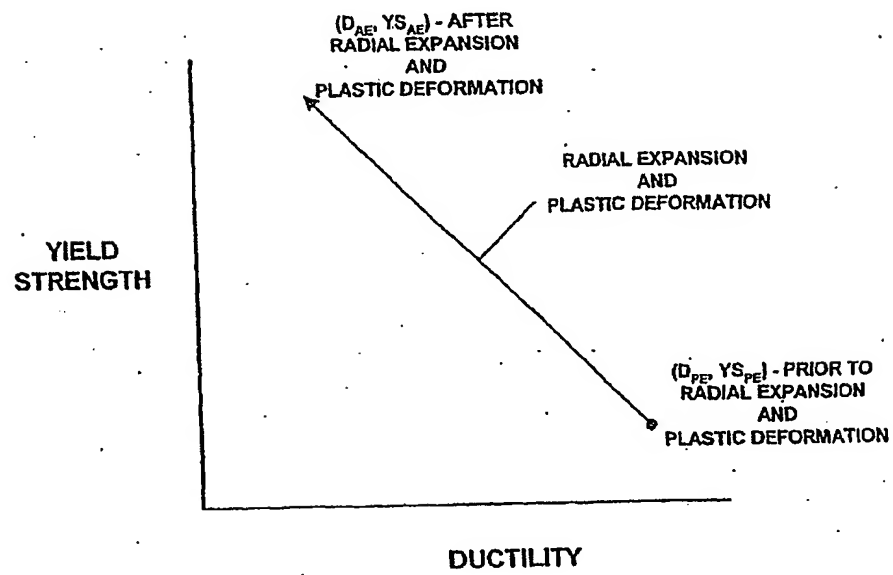 (D_AE, YS_AE) - AFTER
RADIAL EXPANSION
AND
PLASTIC DEFORMATION
RADIAL EXPANSION
AND
PLASTIC DEFORMATION
YIELD
STRENGTH
(D_PE, YS_PE) - PRIOR TO
RADIAL EXPANSION
AND
PLASTIC DEFORMATION
DUCTILITY